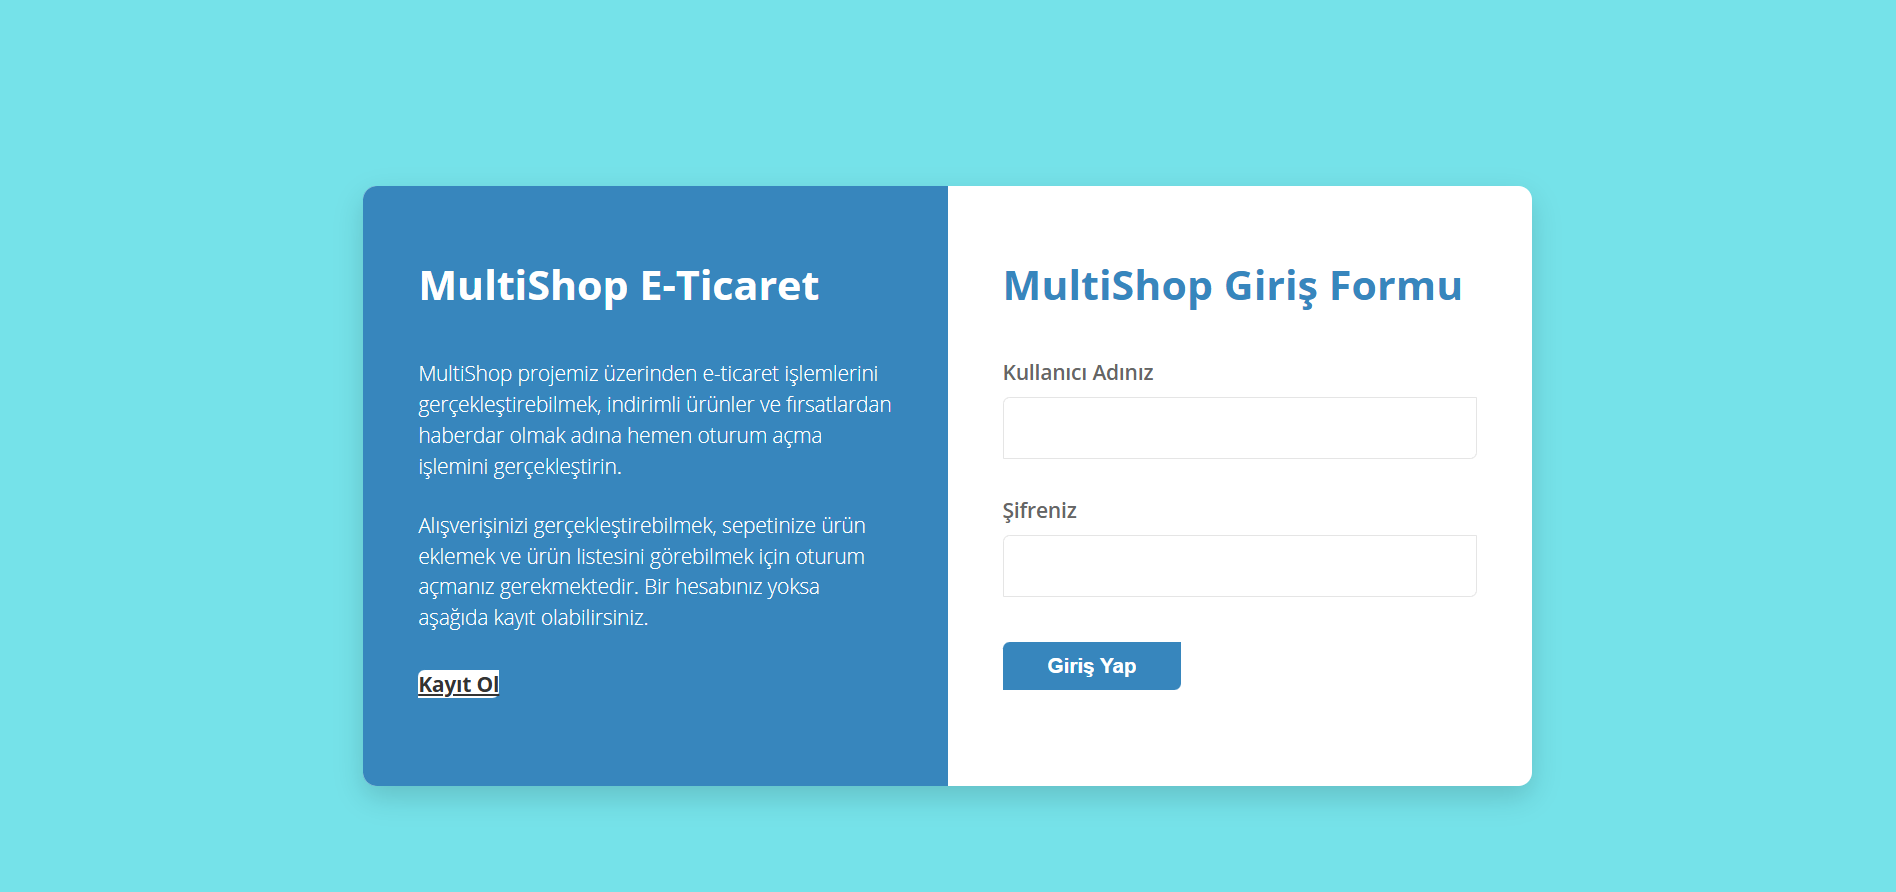 MultiShop E-Ticaret
MultiShop projemiz üzerinden e-ticaret işlemlerini
gerçekleştirebilmek, indirimli ürünler ve fırsatlardan
haberdar olmak adına hemen oturum açma
işlemini gerçekleştirin.
Alışverişinizi gerçekleştirebilmek, sepetinize ürün
eklemek ve ürün listesini görebilmek için oturum
açmanız gerekmektedir. Bir hesabınız yoksa
aşağıda kayıt olabilirsiniz.
Kayıt Ol
MultiShop Giriş Formu
Kullanıcı Adınız
Şifreniz
Giriş Yap